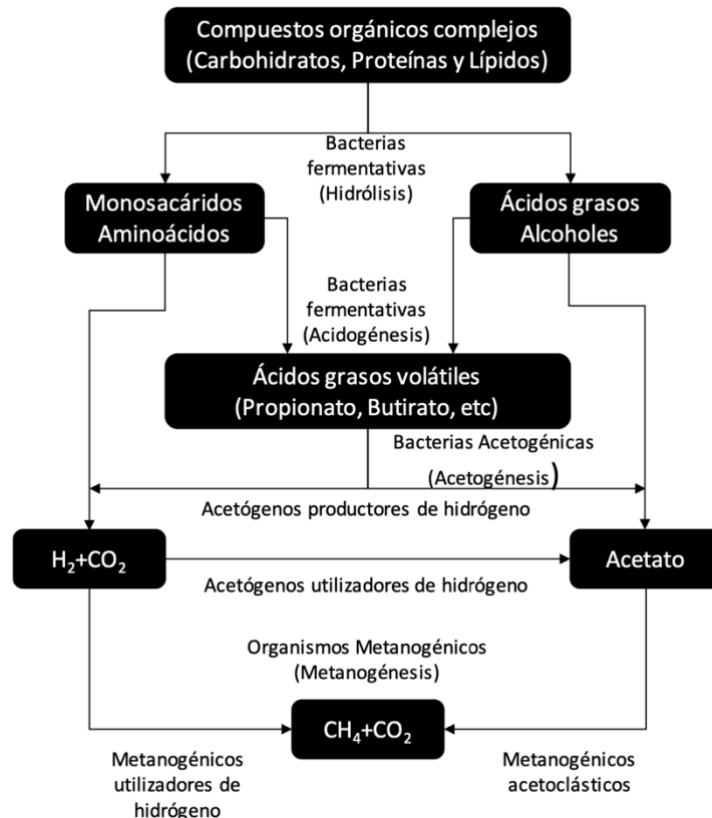 Compuestos orgánicos complejos
(Carbohidratos, Proteínas y Lípidos)
Bacterias
fermentativas
(Hidrólisis)
Monosacáridos
Aminoácidos
Ácidos grasos
Alcoholes
Bacterias
fermentativas
(Acidogénesis)
Ácidos grasos volátiles
(Propionato, Butirato, etc)
Bacterias Acetogénicas
(Acetogénesis)
Acetógenos productores de hidrógeno
H₂+CO₂
Acetato
Acetógenos utilizadores de hidrógeno
Organismos Metanogénicos
(Metanogénesis)
CH₄+CO₂
Metanogénicos
utilizadores de
hidrógeno
Metanogénicos
acetoclásticos